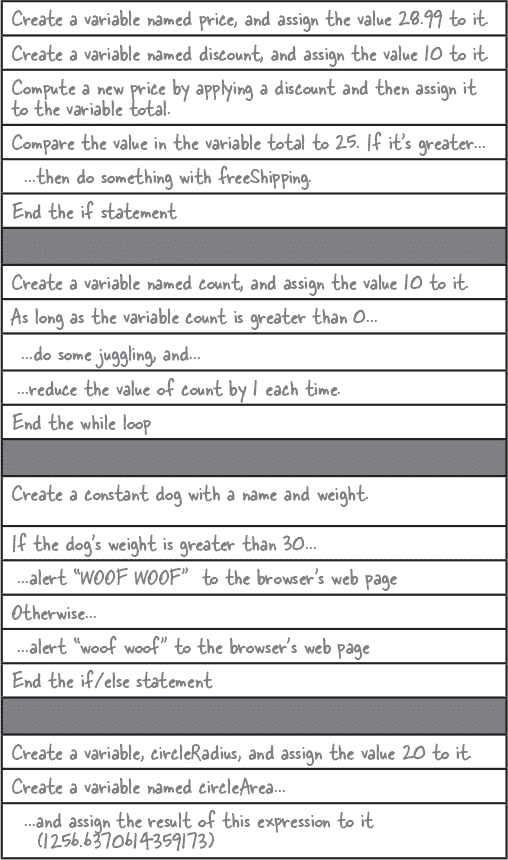 Create a variable named price, and assign the value 28.99 to it.
Create a variable named discount, and assign the value 10 to it.
Compute a new price by applying a discount and then assign it
to the variable total.
Compare the value in the variable total to 25. If it's greater...
...then do something with freeShipping.
End the if statement
Create a variable named count, and assign the value 10 to it.
As long as the variable count is greater than 0...
...do some juggling, and...
...reduce the value of count by 1 each time.
End the while loop
Create a constant dog with a name and weight.
If the dog's weight is greater than 30...
...alert “WOOF WOOF” to the browser's web page
Otherwise...
...alert “woof woof” to the browser's web page
End the if/else statement
Create a variable, circleRadius, and assign the value 20 to it.
Create a variable named circleArea...
...and assign the result of this expression to it
(1256.6370614359173)